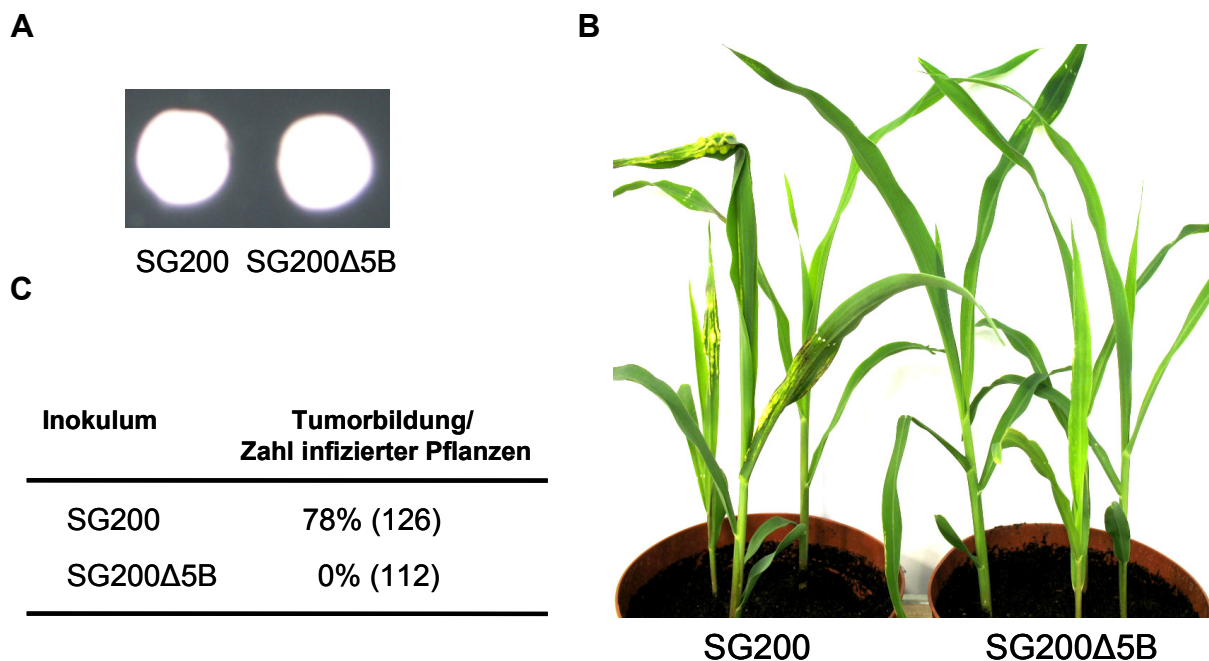 A
SG200 SG200Δ5B
B
SG200 SG200Δ5B
C
Inokulum Tumorbildung/
Zahl infizierter Pflanzen
SG200 78% (126)
SG200Δ5B 0% (112)